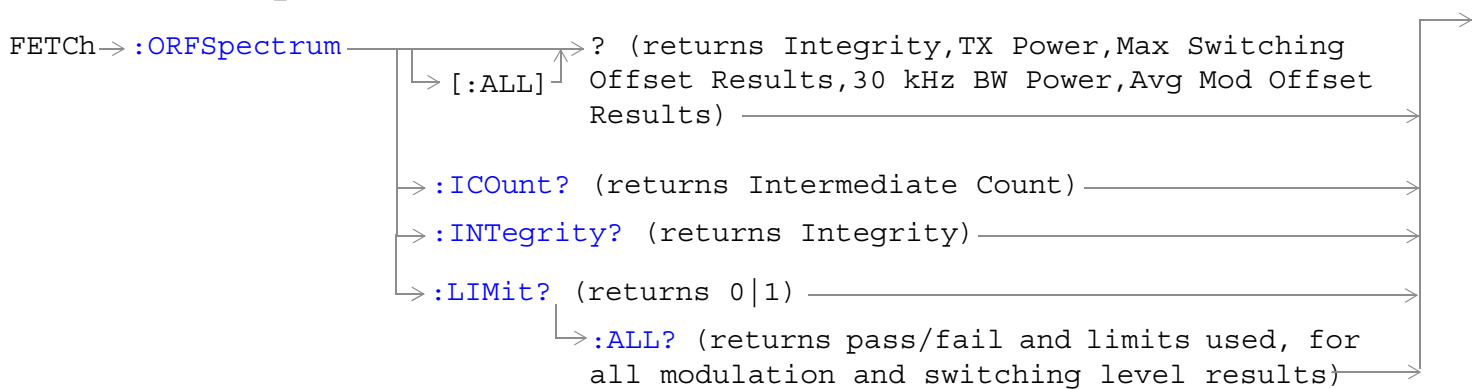 FETCh :ORFSpectrum ? (returns Integrity,TX Power,Max Switching
[:ALL] Offset Results,30 kHz BW Power,Avg Mod Offset
Results)
:ICOunt? (returns Intermediate Count)
:INTegrity? (returns Integrity)
:LIMit? (returns 0|1)
:ALL? (returns pass/fail and limits used, for
all modulation and switching level results)